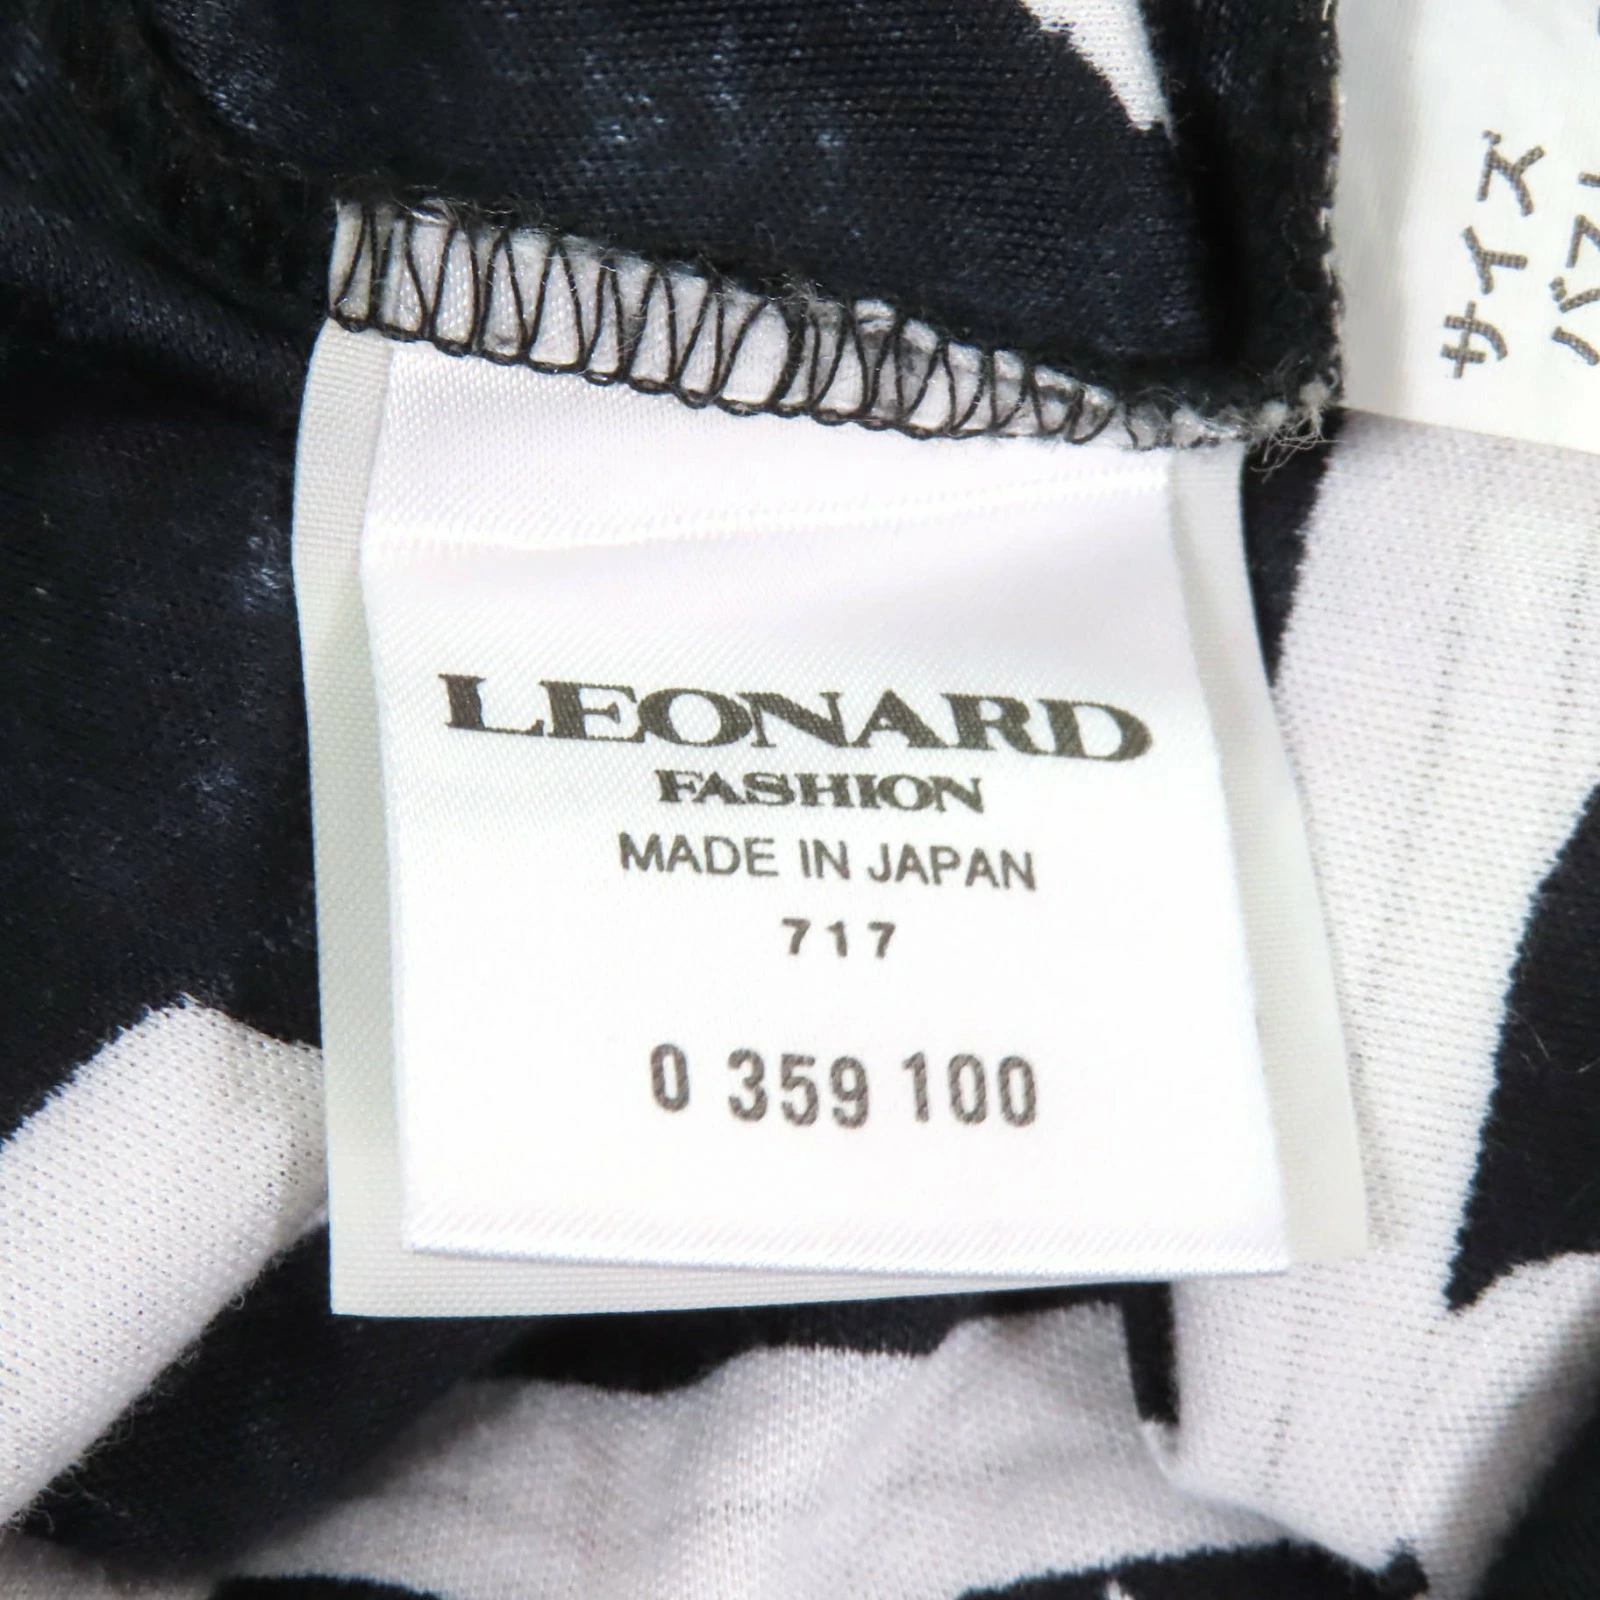 LEONARD
FASHION
MADE IN JAPAN
717
0 359 100
サイズ